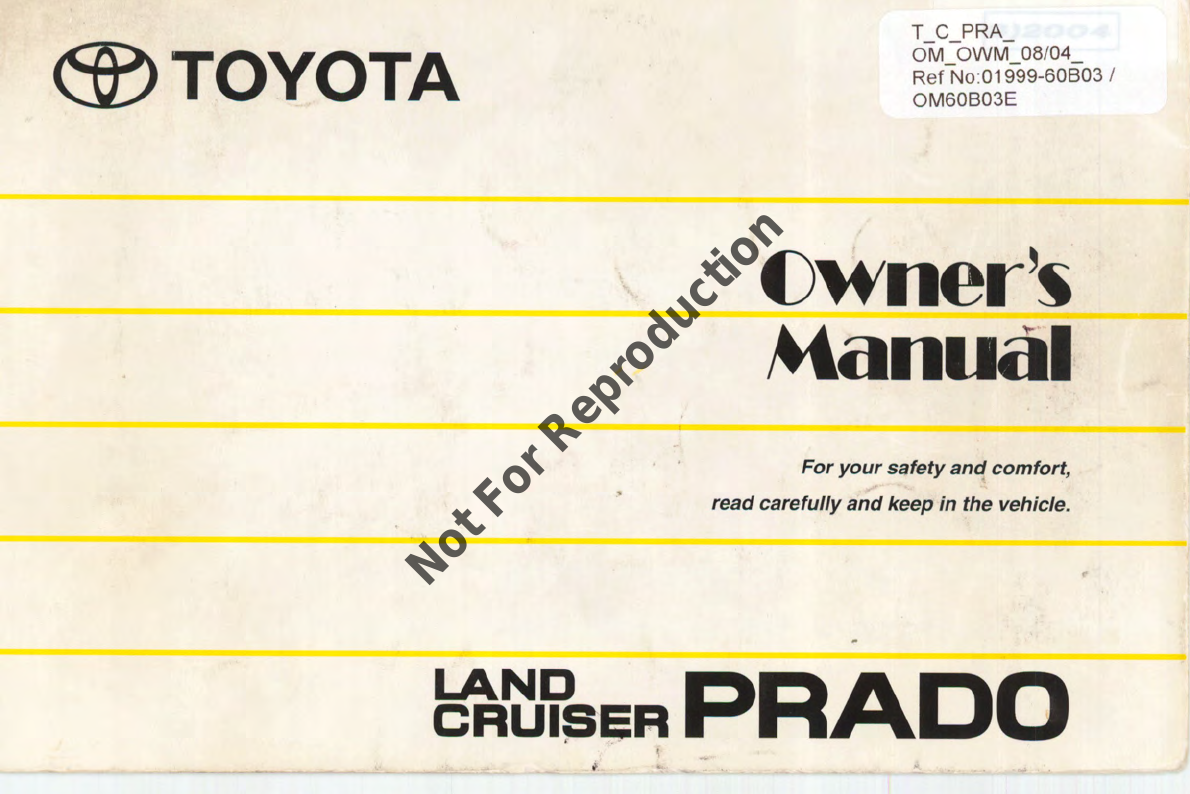 TOYOTA
T_C_PRA_
OM_OWM_08/04_
Ref No:01999-60B03 /
OM60B03E
Owner's
Manual
For your safety and comfort,
read carefully and keep in the vehicle.
Not For Reproduction
LAND
CRUISER
PRADO